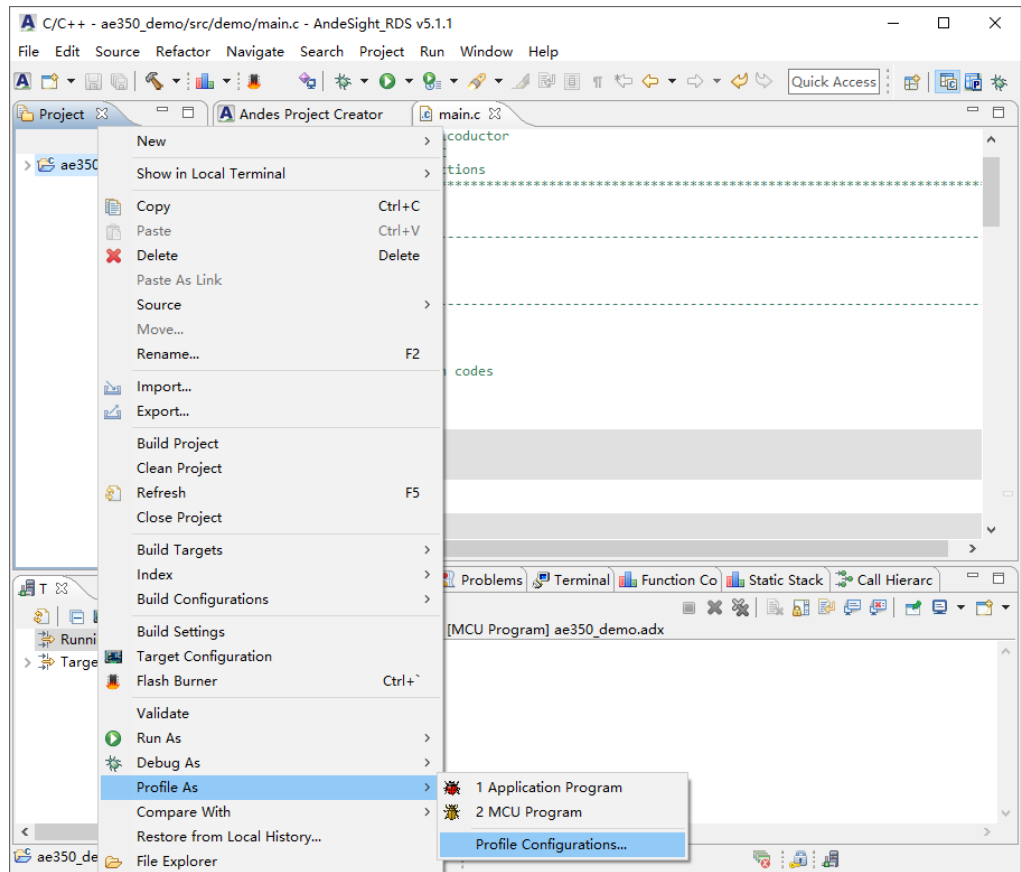 C/C++ - ae350_demo/src/demo/main.c - AndeSight_RDS v5.1.1
File Edit Source Refactor Navigate Search Project Run Window Help
Quick Access
Project
Andes Project Creator
main.c
ae350
New
Show in Local Terminal
Copy Ctrl+C
Paste Ctrl+V
Delete Delete
Paste As Link
Source
Move...
Rename... F2
Import...
Export...
Build Project
Clean Project
Refresh F5
Close Project
Build Targets
Index
Build Configurations
Build Settings
Target Configuration
Flash Burner Ctrl+`
Validate
Run As
Debug As
Profile As
Compare With
Restore from Local History...
File Explorer
1 Application Program
2 MCU Program
Profile Configurations...
icoductor
ctions
codes
T
Runni
Targe
Problems Terminal Function Co Static Stack Call Hierarc
[MCU Program] ae350_demo.adx
ae350_de